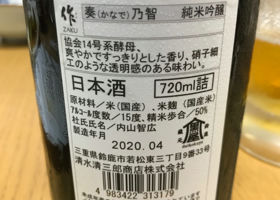 作 奏(かなで)乃智 純米吟醸
ZAKU
協会14号系酵母、
爽やかですっきりとした香り、硝子細
工のような透明感のある味わい。
日本酒 720ml詰
原材料/米(国産)、米麹(国産米)
アルコール度数/15度、精米歩合/50%
杜氏氏名/内山智広
製造年月
2020.04
三重県鈴鹿市若松東三丁目9番33号
清水清三郎商店株式会社
4 983422 313179